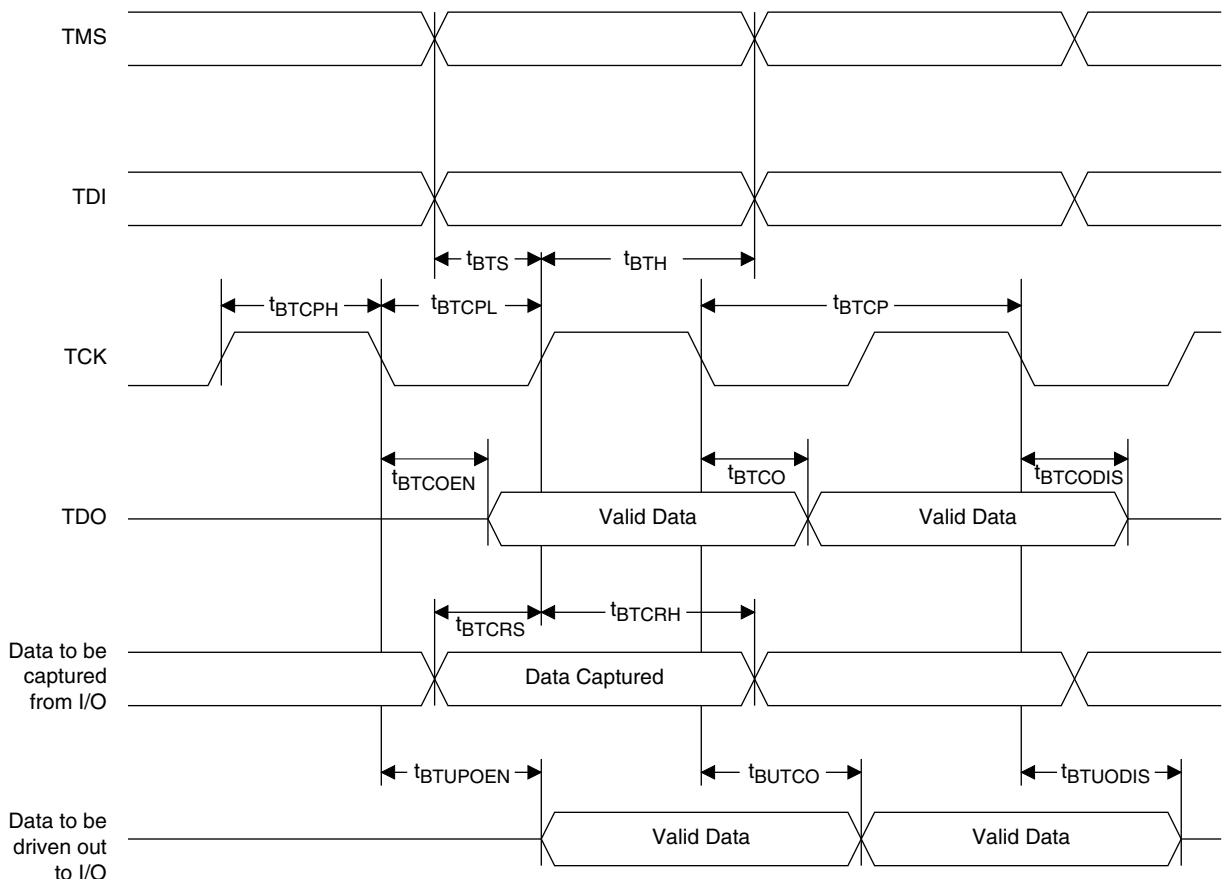 TMS
TDI
tBTS
tBTH
tBTCPH
tBTCPL
tBTCP
TCK
tBTCOEN
tBTCO
tBTCODIS
TDO
Valid Data
Valid Data
tBTCRS
tBTCRH
Data to be
captured
from I/O
Data Captured
tBTUPOEN
tBUTCO
tBTUODIS
Data to be
driven out
to I/O
Valid Data
Valid Data